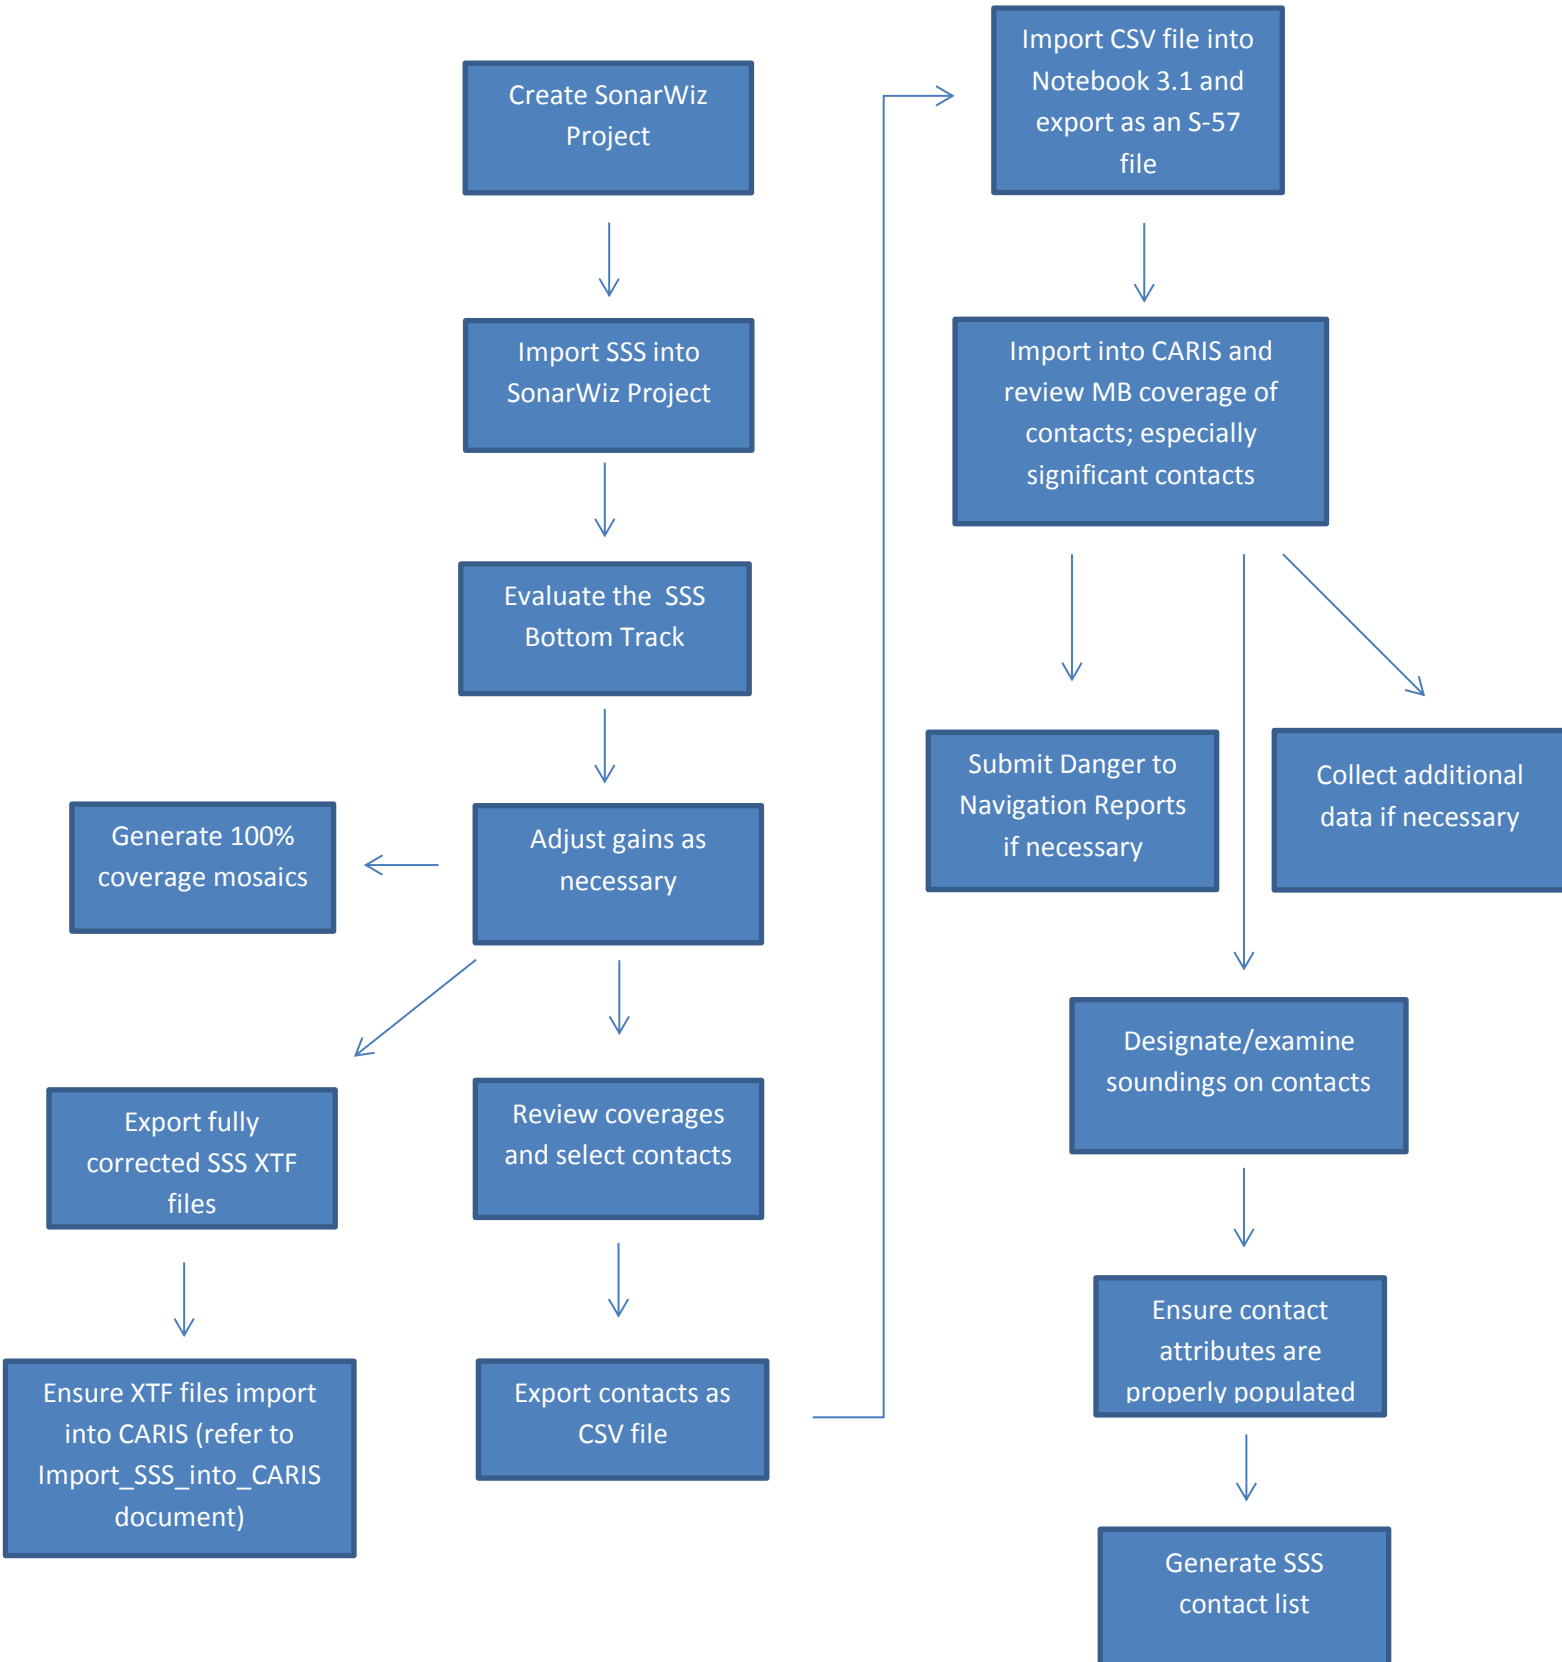 Create SonarWiz
Project
Import SSS into
SonarWiz Project
Evaluate the  SSS
Bottom Track
Adjust gains as
necessary
Generate 100%
coverage mosaics
Export fully
corrected SSS XTF
files
Ensure XTF files import
into CARIS (refer to
Import_SSS_into_CARIS
document)
Review coverages
and select contacts
Export contacts as
CSV file
Import CSV file into
Notebook 3.1 and
export as an S-57
file
Import into CARIS and
review MB coverage of
contacts; especially
significant contacts
Submit Danger to
Navigation Reports
if necessary
Collect additional
data if necessary
Designate/examine
soundings on contacts
Ensure contact
attributes are
properly populated
Generate SSS
contact list